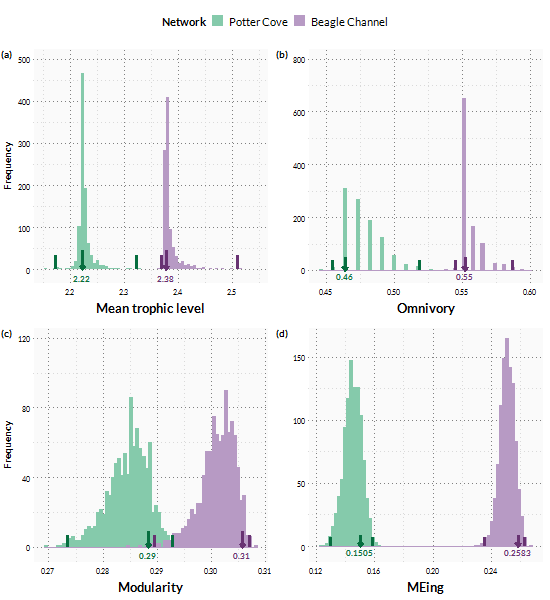 Network Potter Cove Beagle Channel
(a) (b)
500
400
300
200
100
0
Frequency
2.22 2.38
2.2 2.3 2.4 2.5
Mean trophic level
800
600
400
200
0
0.46 0.55
0.45 0.50 0.55 0.60
Omnivory
(c) (d)
120
80
40
0
Frequency
0.29 0.31
0.27 0.28 0.29 0.30 0.31
Modularity
150
100
50
0
0.1505 0.2583
0.12 0.16 0.20 0.24
MEing